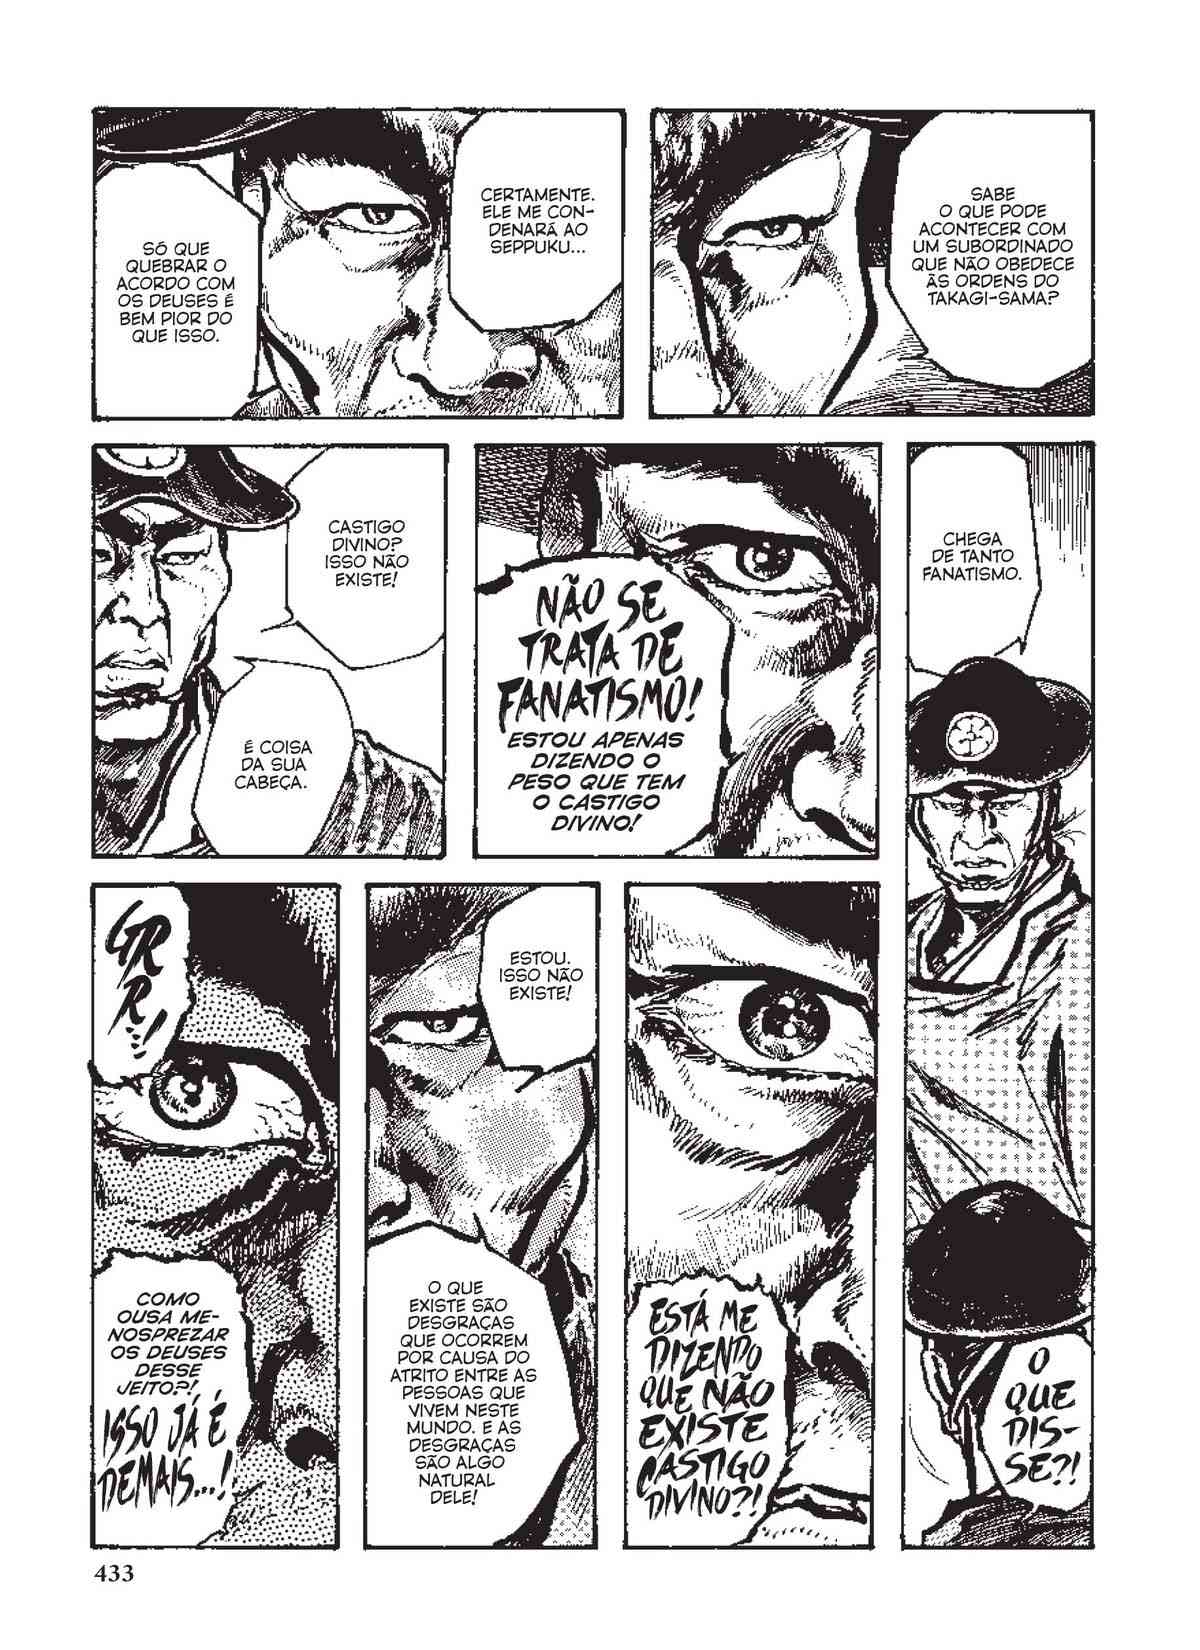 SABE
O QUE PODE
ACONTECER COM
UM SUBORDINADO
QUE NÃO OBEDECE
ÀS ORDENS DO
TAKAGI-SAMA?
CERTAMENTE.
ELE ME CON-
DENARÁ AO
SEPPUKU...
SÓ QUE
QUEBRAR O
ACORDO COM
OS DEUSES É
BEM PIOR DO
QUE ISSO.
CHEGA
DE TANTO
FANATISMO.
O
QUE
DIS-
SE?!
NÃO SE
TRATA DE
FANATISMO!
ESTOU APENAS
DIZENDO O
PESO QUE TEM
O CASTIGO
DIVINO!
CASTIGO
DIVINO?
ISSO NÃO
EXISTE!
É COISA
DA SUA
CABEÇA.
ESTÁ ME
DIZENDO
QUE NÃO
EXISTE
CASTIGO
DIVINO?!
ESTOU.
ISSO NÃO
EXISTE!
O QUE
EXISTE SÃO
DESGRAÇAS
QUE OCORREM
POR CAUSA DO
ATRITO ENTRE AS
PESSOAS QUE
VIVEM NESTE
MUNDO. E AS
DESGRAÇAS
SÃO ALGO
NATURAL
DELE!
GR
R
R...!
COMO
OUSA ME-
NOSPREZAR
OS DEUSES
DESSE
JEITO?!
ISSO JÁ É
DEMAIS...!
433